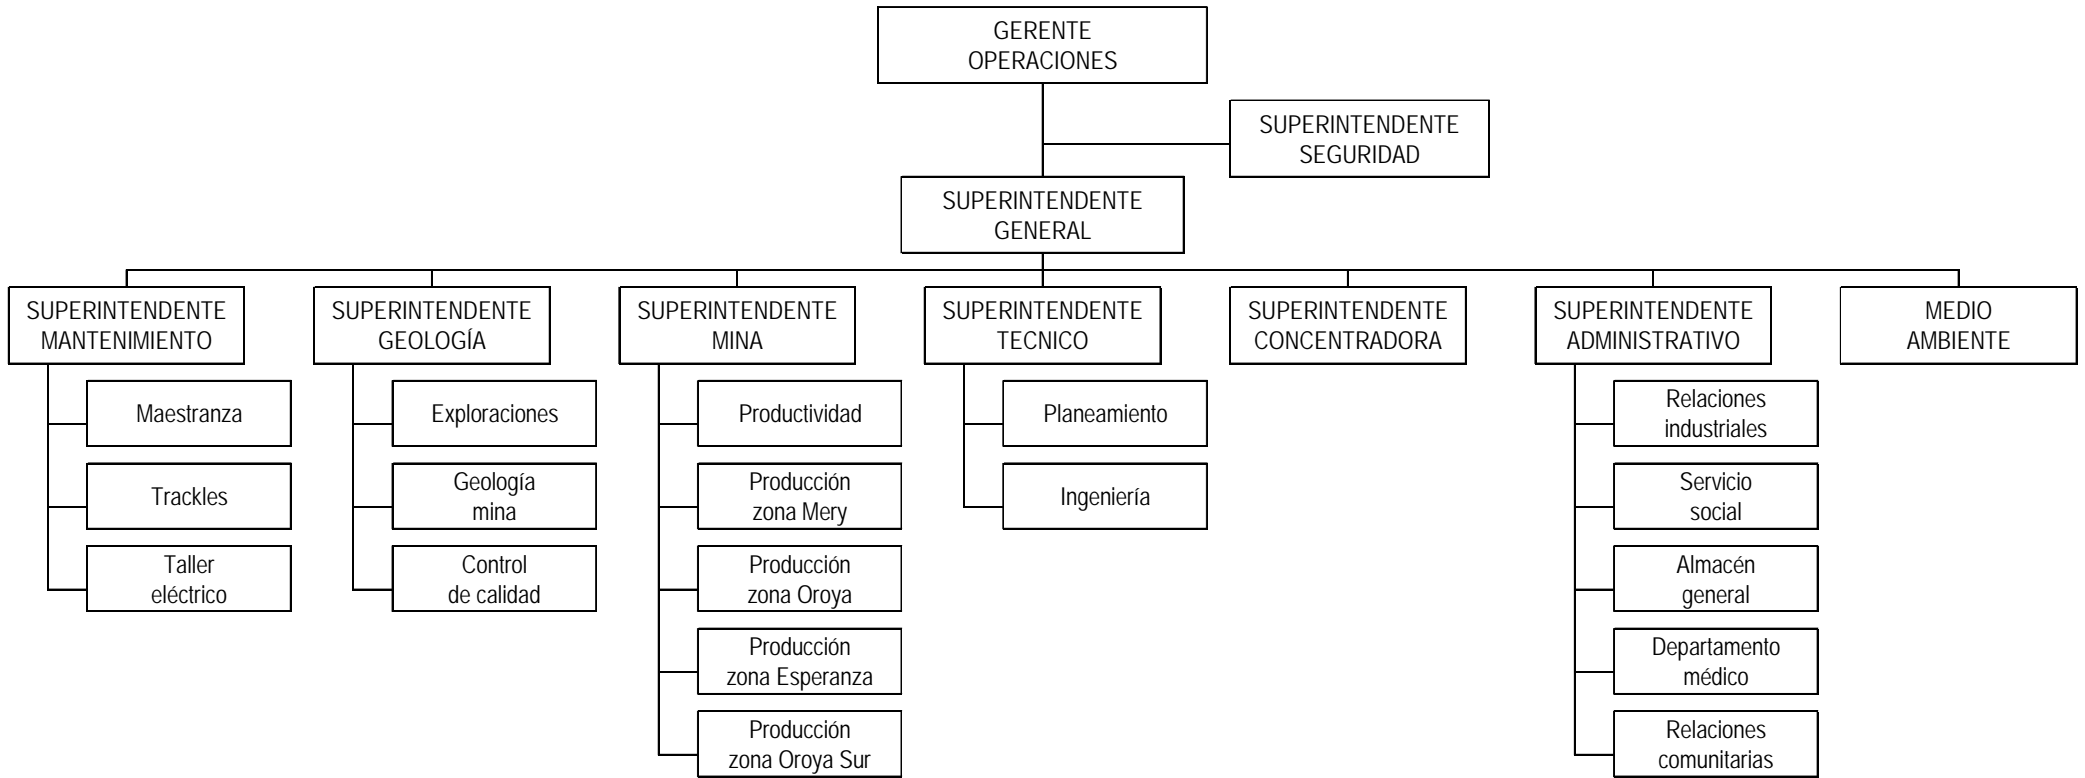 GERENTE
OPERACIONES
SUPERINTENDENTE
SEGURIDAD
SUPERINTENDENTE
GENERAL
SUPERINTENDENTE
MANTENIMIENTO
SUPERINTENDENTE
GEOLOGÍA
SUPERINTENDENTE
MINA
SUPERINTENDENTE
TECNICO
SUPERINTENDENTE
CONCENTRADORA
SUPERINTENDENTE
ADMINISTRATIVO
MEDIO
AMBIENTE
Maestranza
Trackles
Taller
eléctrico
Exploraciones
Geología
mina
Control
de calidad
Productividad
Producción
zona Mery
Producción
zona Oroya
Producción
zona Esperanza
Producción
zona Oroya Sur
Planeamiento
Ingeniería
Relaciones
industriales
Servicio
social
Almacén
general
Departamento
médico
Relaciones
comunitarias